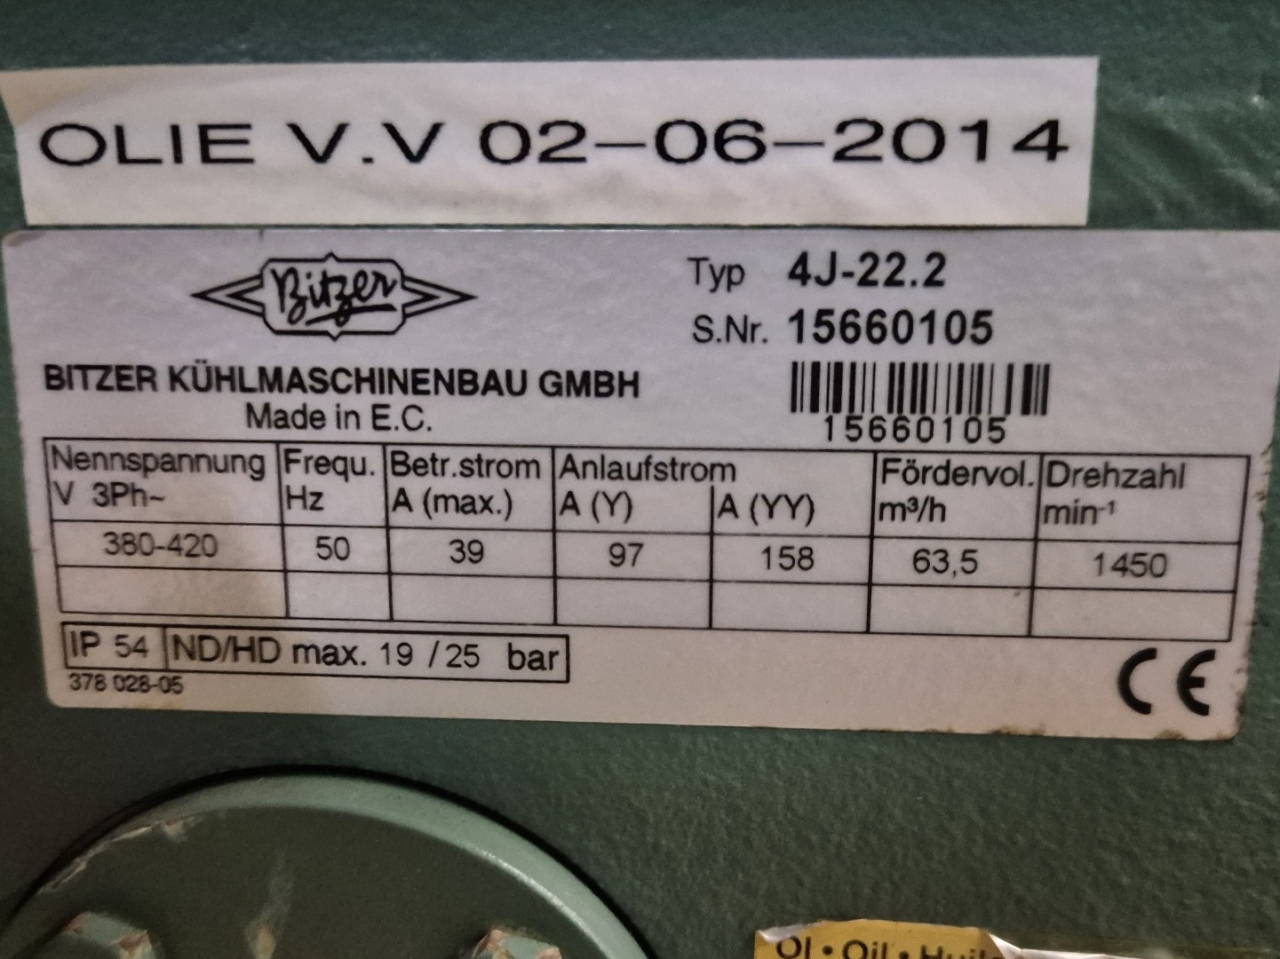 OLIE V.V 02-06-2014
Bitzer
Typ 4J-22.2
S.Nr. 15660105
15660105
BITZER KÜHLMASCHINENBAU GMBH
Made in E.C.
Nennspannung V 3Ph~ Frequ. Hz Betr.strom A (max.) Anlaufstrom A (Y) A (YY) Fördervol. m³/h Drehzahl min-1
380-420 50 39 97 158 63,5 1450
IP 54 ND/HD max. 19 / 25 bar
378 028-05
CE
Öl • Oil •